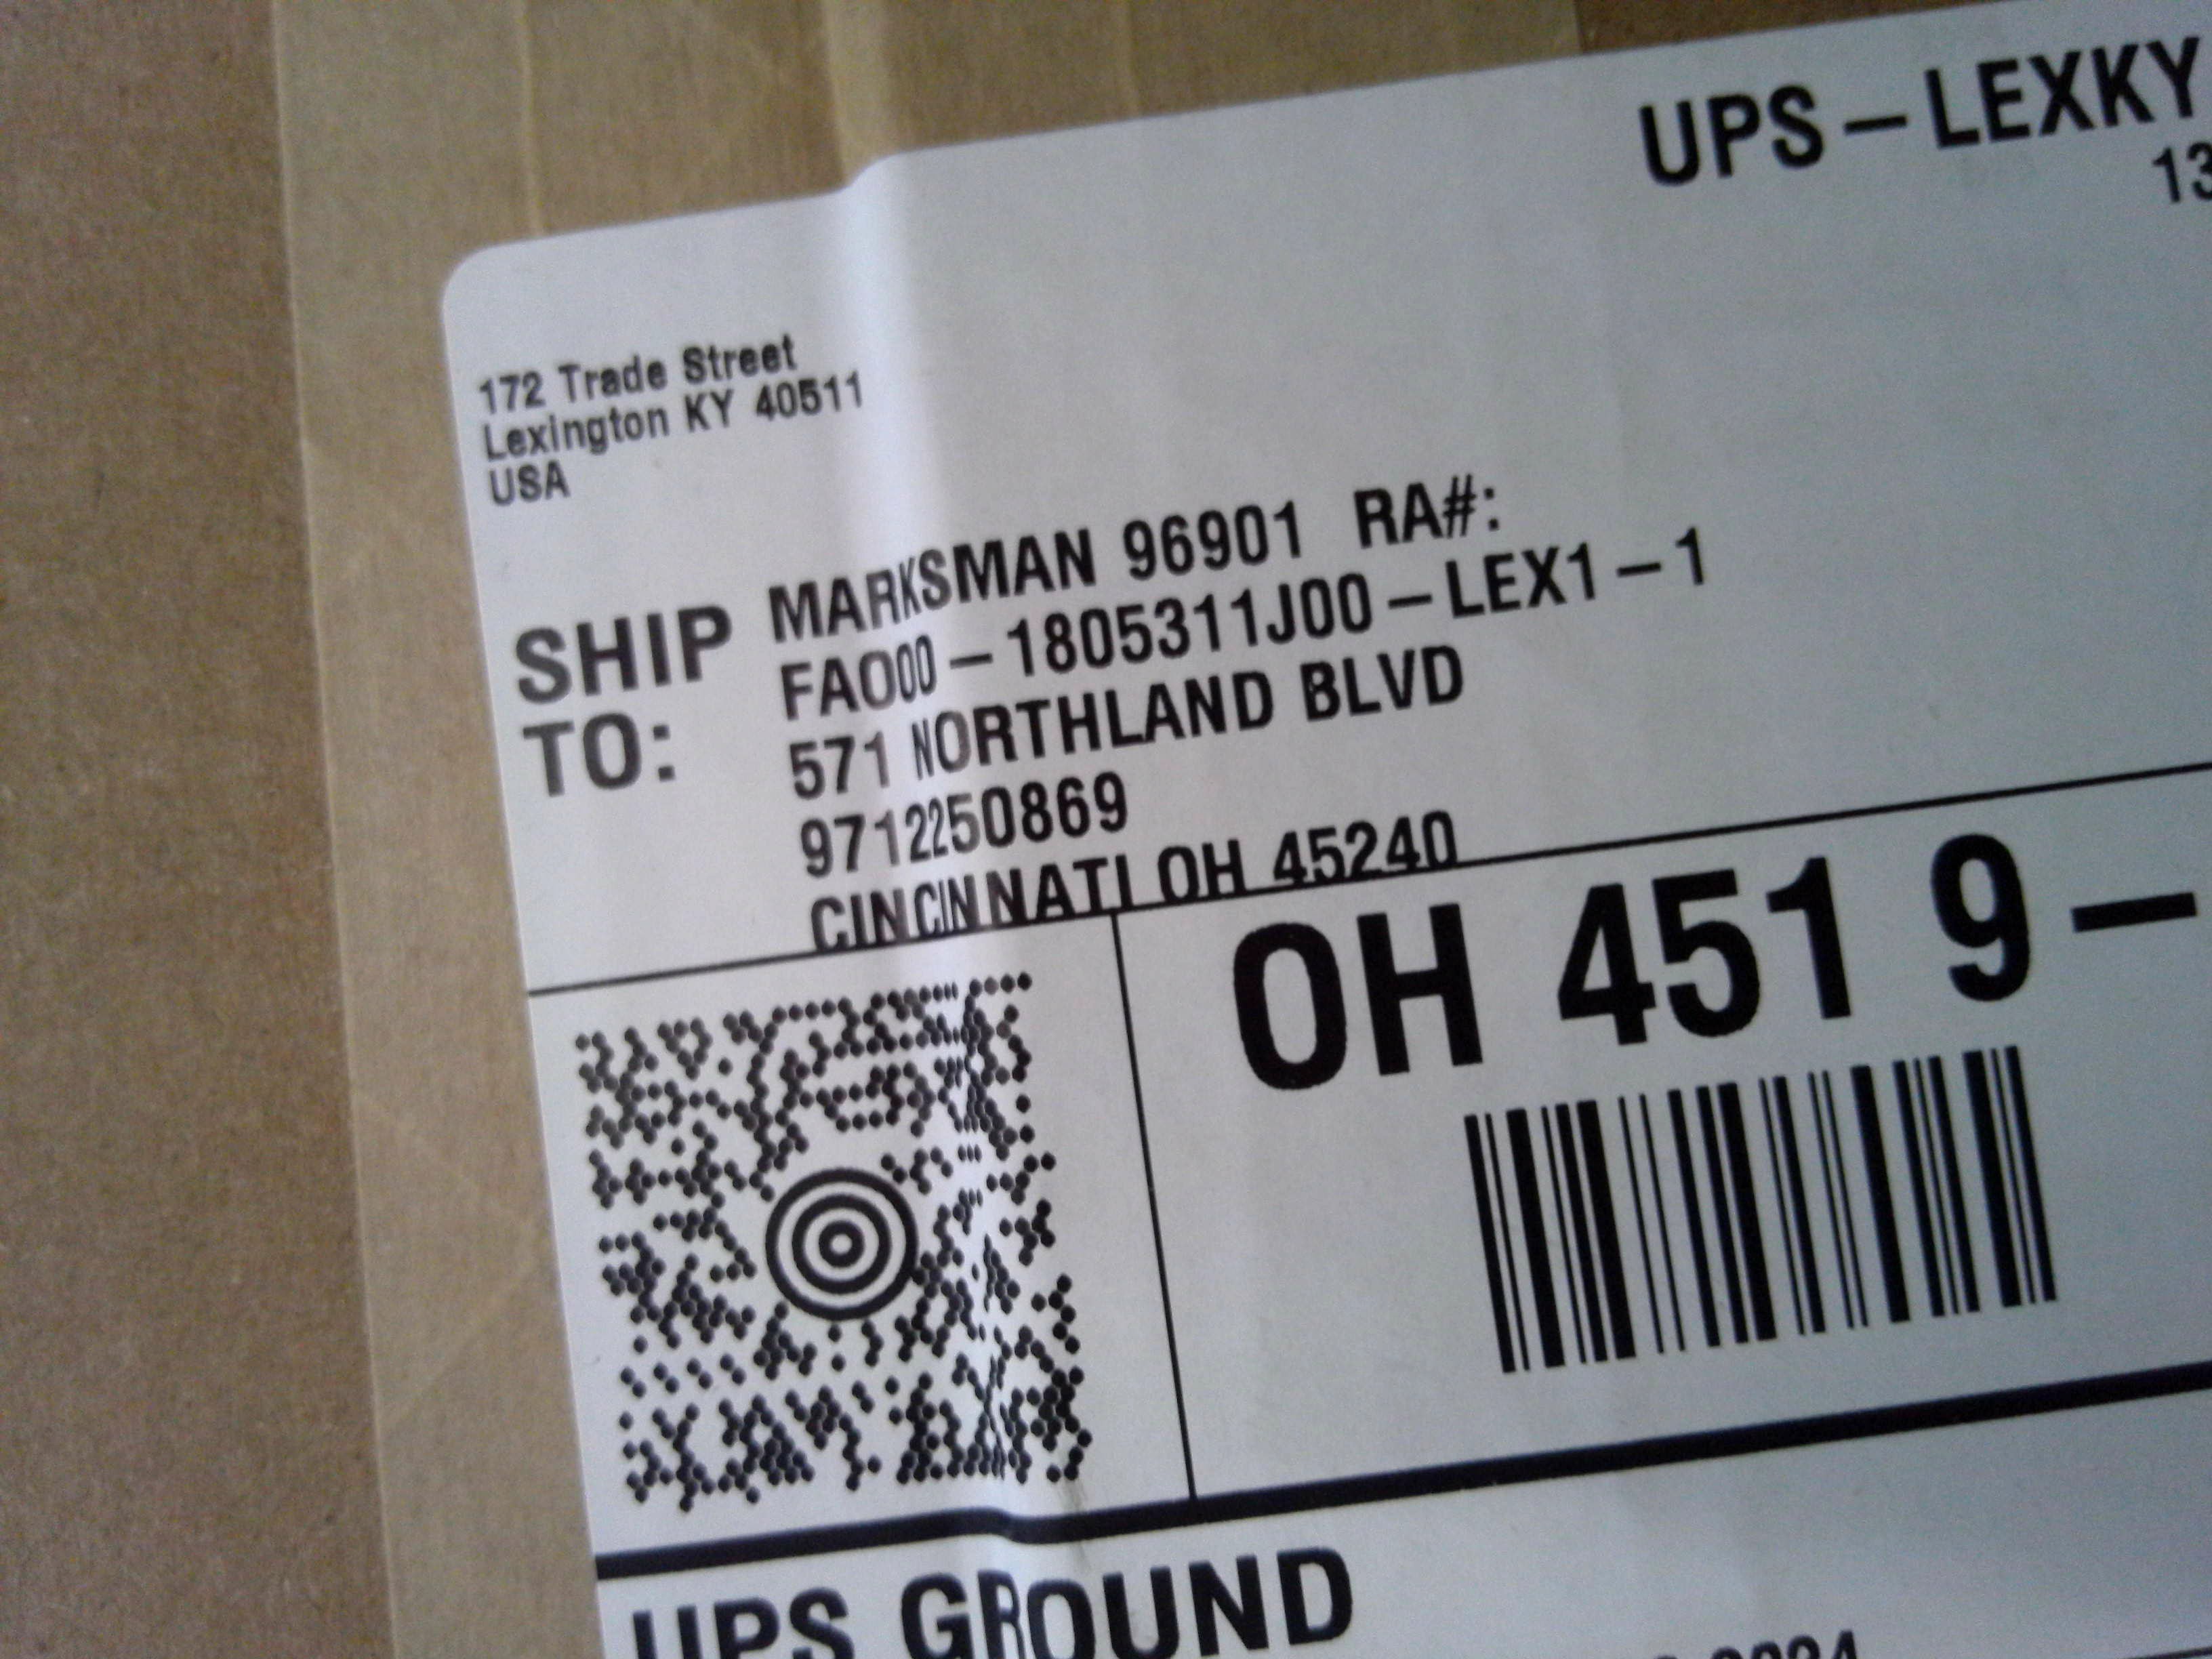 UPS – LEXKY
13
172 Trade Street
Lexington KY 40511
USA
SHIP TO:
MARKSMAN 96901 RA#:
FA000 – 1805311J00 – LEX1 – 1
571 NORTHLAND BLVD
9712250869
CINCINNATI OH 45240
OH 451 9 –
UPS GROUND